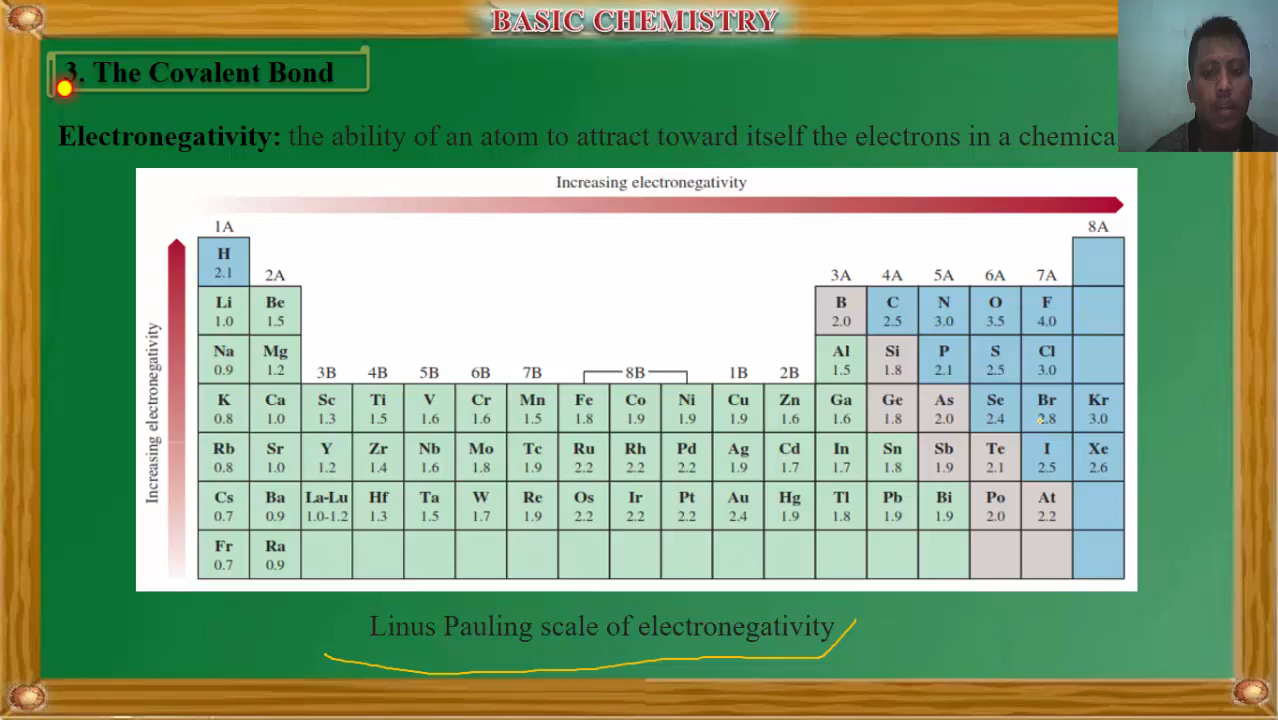 BASIC CHEMISTRY
3. The Covalent Bond
Electronegativity: the ability of an atom to attract toward itself the electrons in a chemica
Increasing electronegativity
1A 8A
H
2.1 2A 3A 4A 5A 6A 7A
Li Be B C N O F
1.0 1.5 2.0 2.5 3.0 3.5 4.0
Na Mg Al Si P S Cl
0.9 1.2 3B 4B 5B 6B 7B 8B 1B 2B 1.5 1.8 2.1 2.5 3.0
K Ca Sc Ti V Cr Mn Fe Co Ni Cu Zn Ga Ge As Se Br Kr
0.8 1.0 1.3 1.5 1.6 1.6 1.5 1.8 1.9 1.9 1.9 1.6 1.6 1.8 2.0 2.4 2.8 3.0
Rb Sr Y Zr Nb Mo Tc Ru Rh Pd Ag Cd In Sn Sb Te I Xe
0.8 1.0 1.2 1.4 1.6 1.8 1.9 2.2 2.2 2.2 1.9 1.7 1.7 1.8 1.9 2.1 2.5 2.6
Cs Ba La-Lu Hf Ta W Re Os Ir Pt Au Hg Tl Pb Bi Po At
0.7 0.9 1.0-1.2 1.3 1.5 1.7 1.9 2.2 2.2 2.2 2.4 1.9 1.8 1.9 1.9 2.0 2.2
Fr Ra
0.7 0.9
Increasing electronegativity
Linus Pauling scale of electronegativity